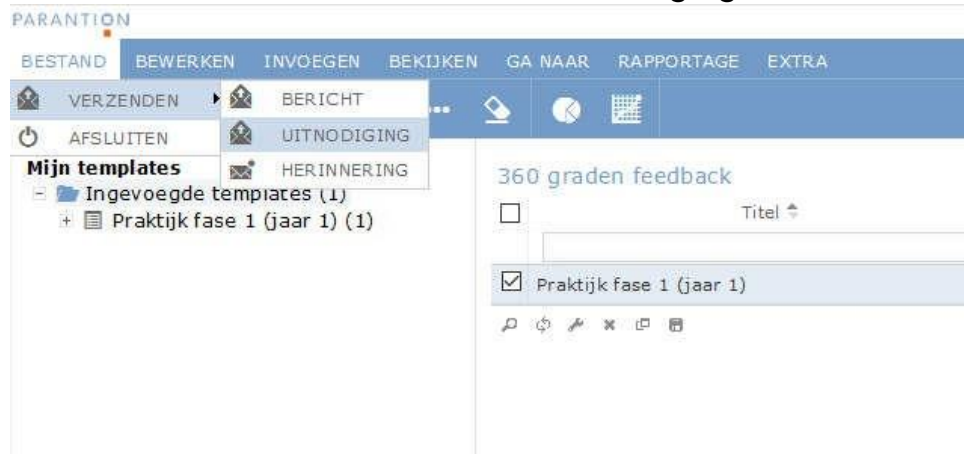 PARANTION
BESTAND BEWERKEN INVOEGEN BEKIJKEN GA NAAR RAPPORTAGE EXTRA
VERZENDEN BERICHT
AFSLUITEN UITNODIGING
HERINNERING
Mijn templates
Ingevoegde templates (1)
Praktijk fase 1 (jaar 1) (1)
360 graden feedback
Titel
Praktijk fase 1 (jaar 1)